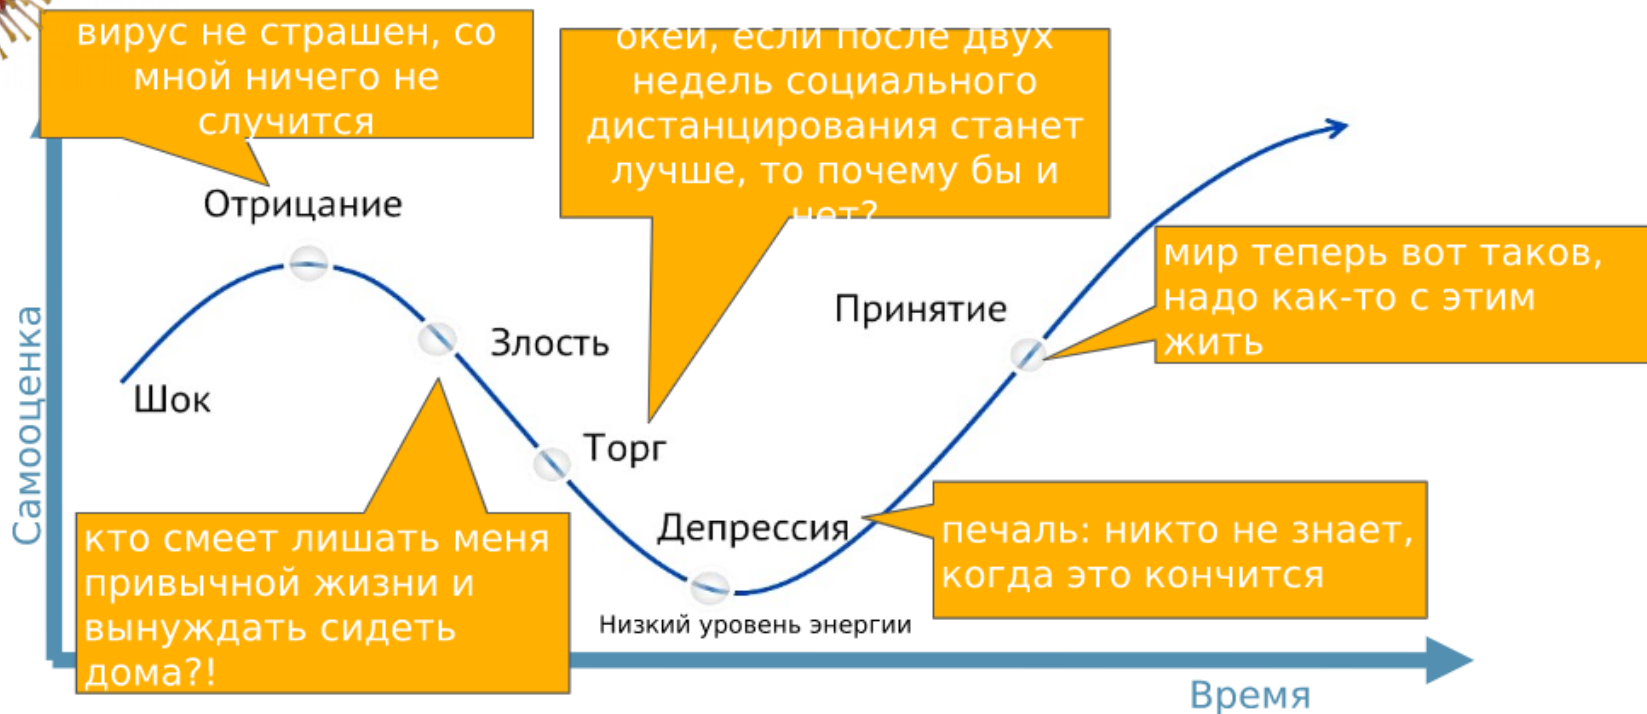 вирус не страшен, со
мной ничего не
случится
окей, если после двух
недель социального
дистанцирования станет
лучше, то почему бы и
нет?
Отрицание
мир теперь вот таков,
надо как-то с этим
жить
Принятие
Злость
Шок
Торг
Депрессия
печаль: никто не знает,
когда это кончится
кто смеет лишать меня
привычной жизни и
вынуждать сидеть
дома?!
Низкий уровень энергии
Самооценка
Время